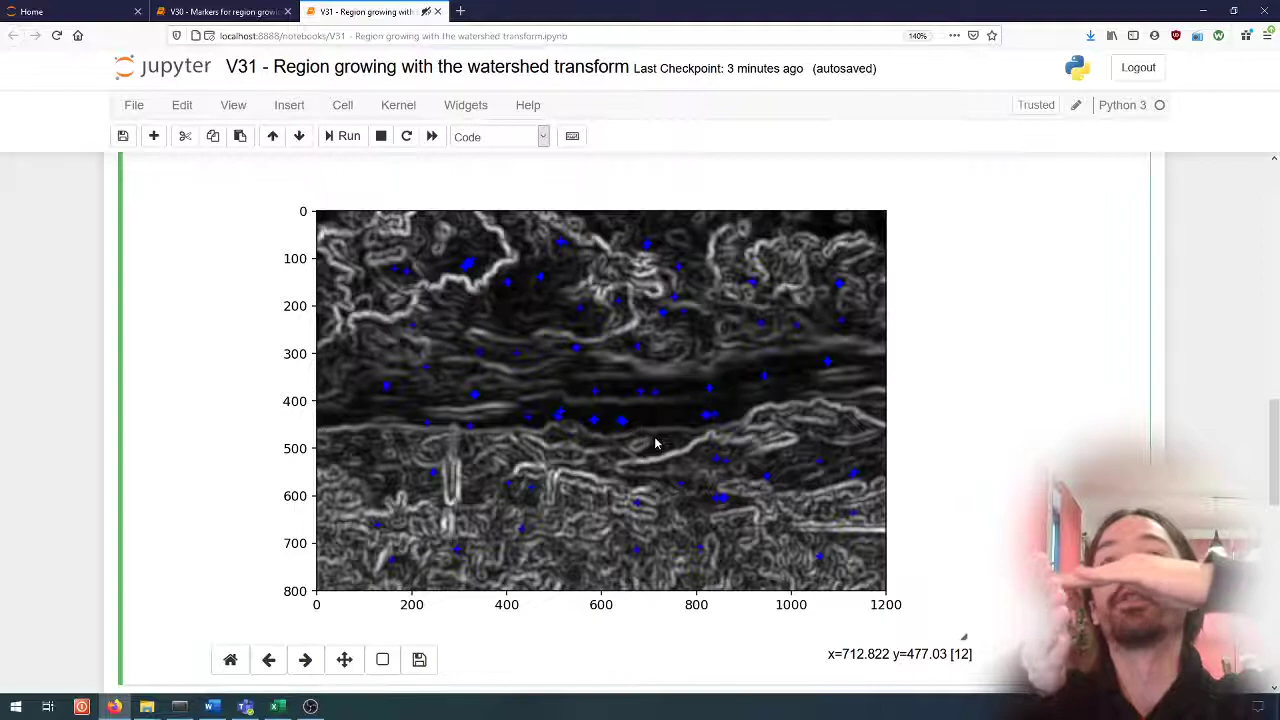 Home
V30 - Markers for region growin
V31 - Region growing with
localhost:8888/notebooks/V31 - Region growing with the watershed transform.ipynb
140%
jupyter V31 - Region growing with the watershed transform Last Checkpoint: 3 minutes ago (autosaved)
Logout
File Edit View Insert Cell Kernel Widgets Help
Trusted
Python 3
Run
Code
0
100
200
300
400
500
600
700
800
0 200 400 600 800 1000 1200
x=712.822 y=477.03 [12]